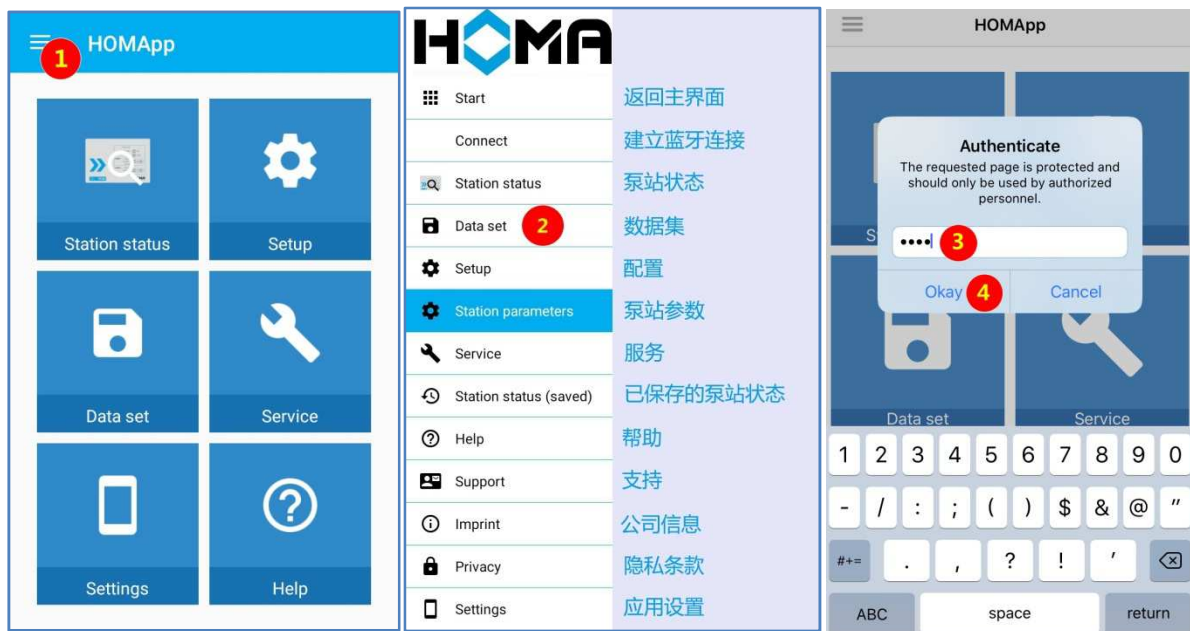 HOMApp
1
Station status
Setup
Data set
Service
Settings
Help
HOMA
Start 返回主界面
Connect 建立蓝牙连接
Station status 泵站状态
Data set 2 数据集
Setup 配置
Station parameters 泵站参数
Service 服务
Station status (saved) 已保存的泵站状态
Help 帮助
Support 支持
Imprint 公司信息
Privacy 隐私条款
Settings 应用设置
HOMApp
Authenticate
The requested page is protected and
should only be used by authorized
personnel.
S
•••• 3
Okay 4 Cancel
Data set Service
1 2 3 4 5 6 7 8 9 0
- / : ; ( ) $ & @ "
#+= . , ? ! '
ABC space return